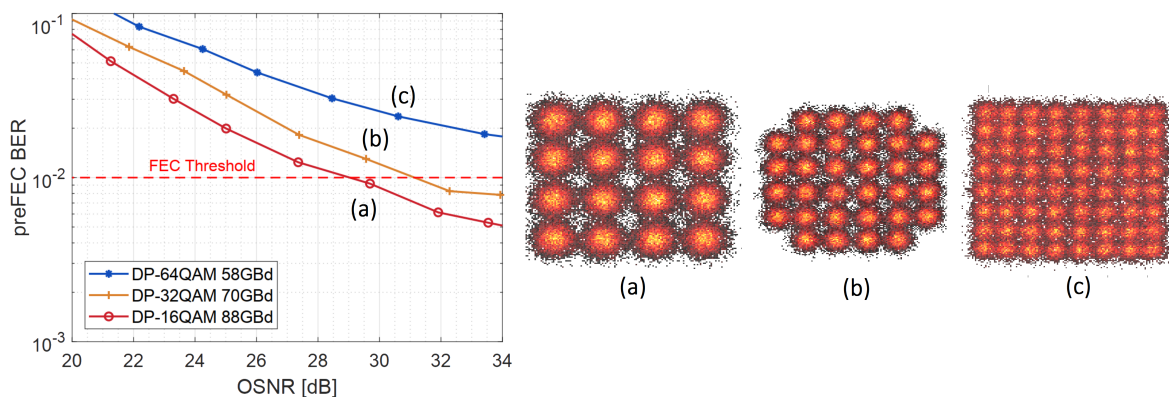 preFEC BER
10^-1
10^-2
10^-3
FEC Threshold
(c)
(b)
(a)
DP-64QAM 58GBd
DP-32QAM 70GBd
DP-16QAM 88GBd
20 22 24 26 28 30 32 34
OSNR [dB]
(a)
(b)
(c)